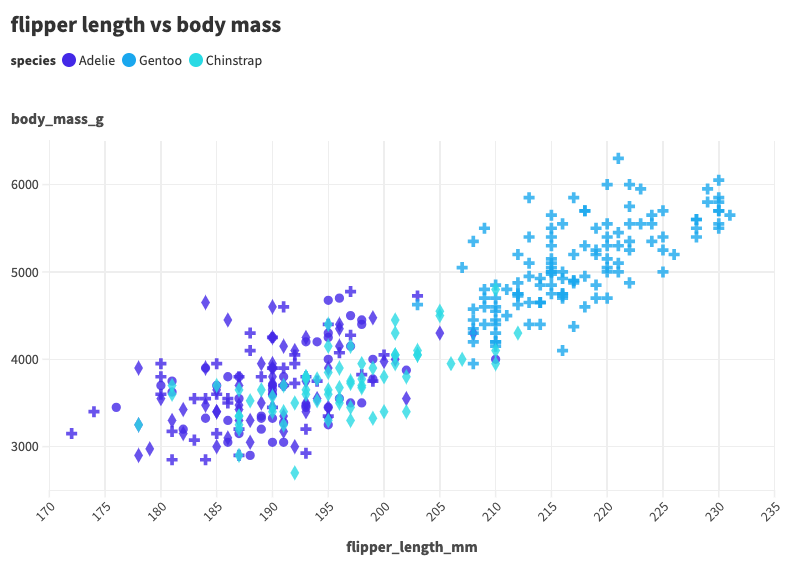 flipper length vs body mass
species Adelie Gentoo Chinstrap
body_mass_g
6000
5000
4000
3000
170 175 180 185 190 195 200 205 210 215 220 225 230 235
flipper_length_mm